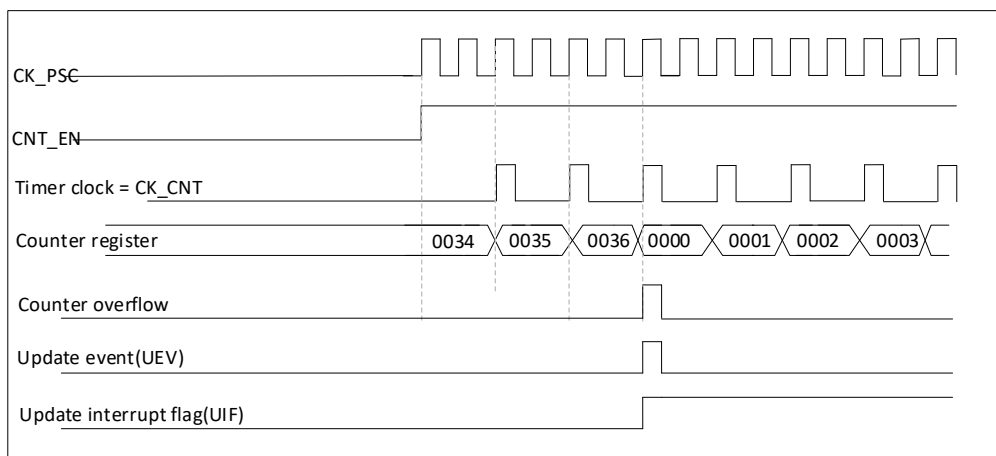 CK_PSC
CNT_EN
Timer clock = CK_CNT
Counter register 0034 0035 0036 0000 0001 0002 0003
Counter overflow
Update event(UEV)
Update interrupt flag(UIF)